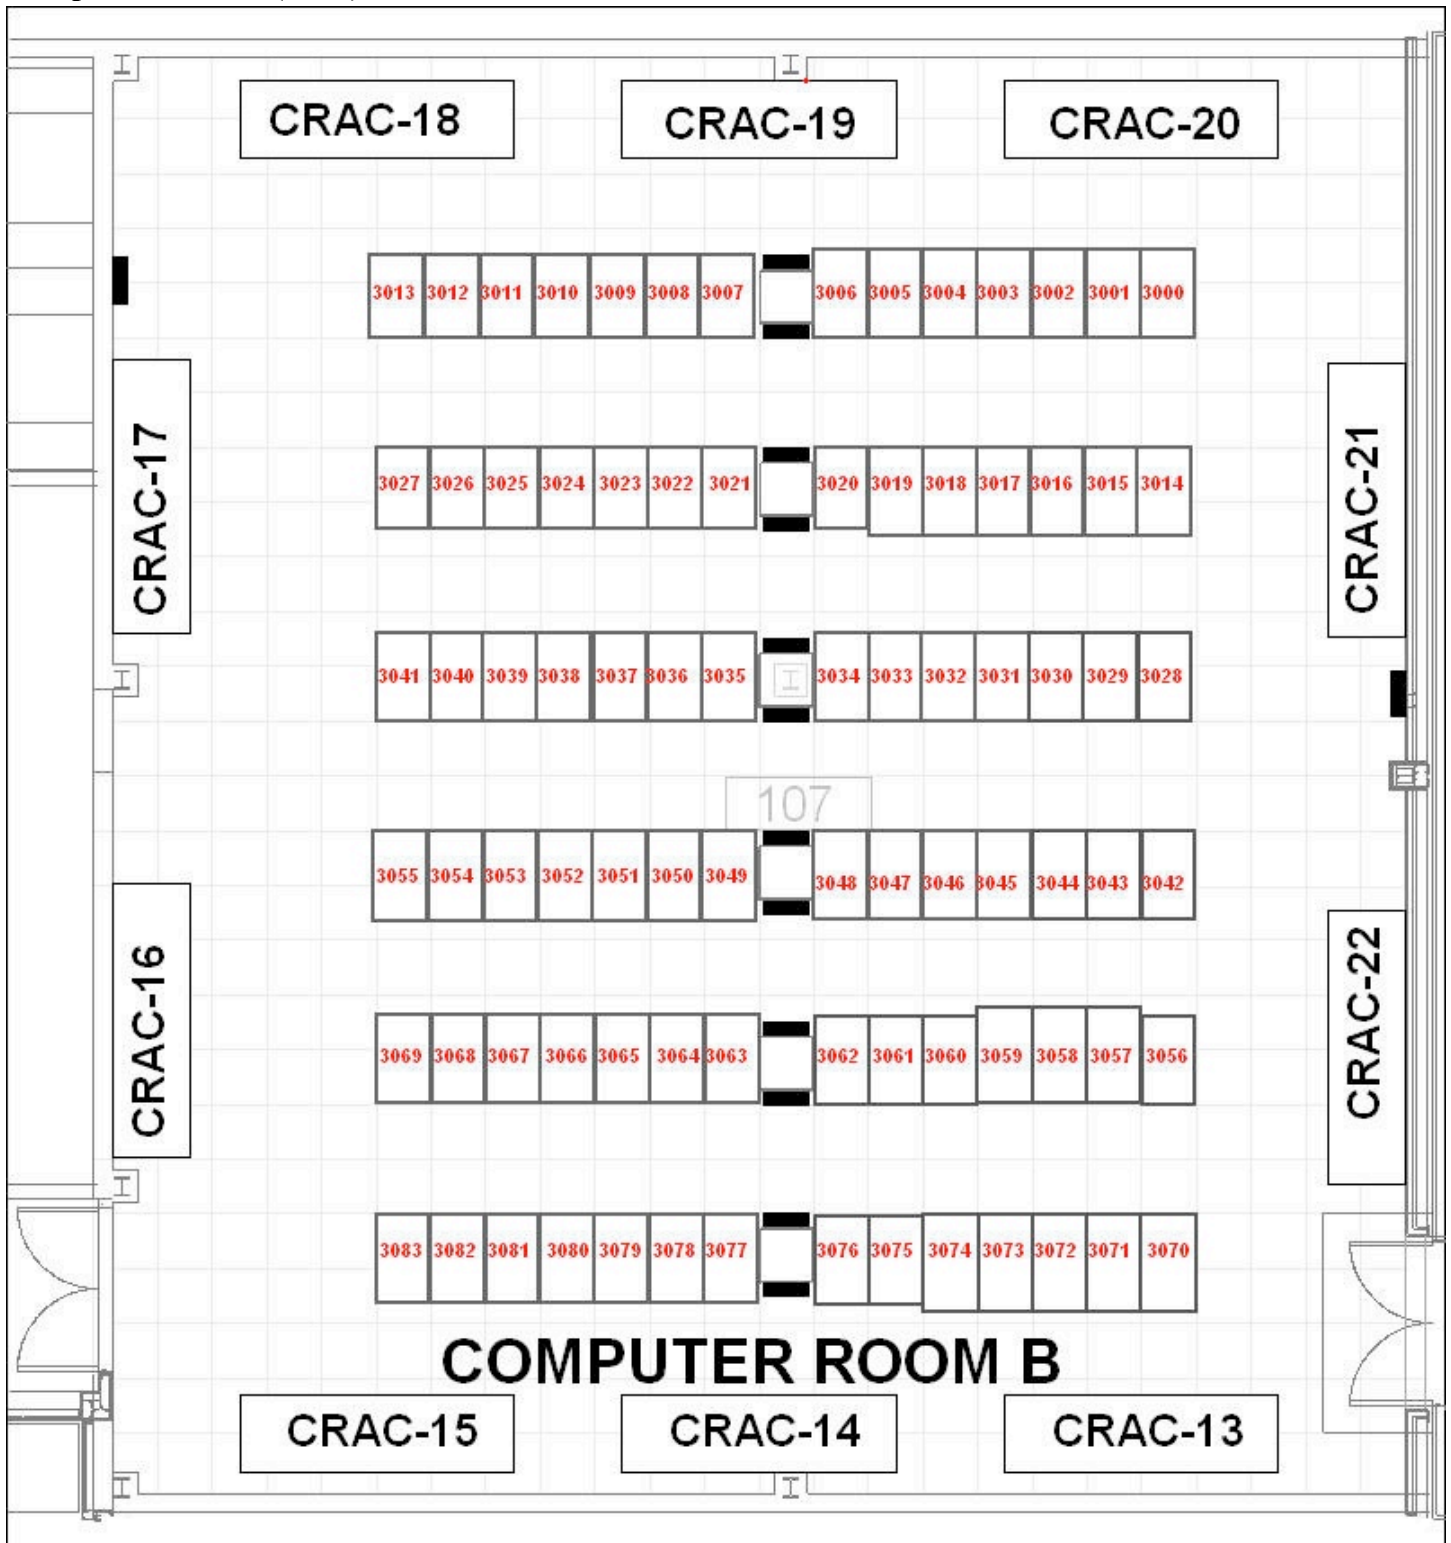 CRAC-18 CRAC-19 CRAC-20
3013 3012 3011 3010 3009 3008 3007 3006 3005 3004 3003 3002 3001 3000
CRAC-17
CRAC-21
3027 3026 3025 3024 3023 3022 3021 3020 3019 3018 3017 3016 3015 3014
3041 3040 3039 3038 3037 3036 3035 3034 3033 3032 3031 3030 3029 3028
107
3055 3054 3053 3052 3051 3050 3049 3048 3047 3046 3045 3044 3043 3042
CRAC-16
CRAC-22
3069 3068 3067 3066 3065 3064 3063 3062 3061 3060 3059 3058 3057 3056
3083 3082 3081 3080 3079 3078 3077 3076 3075 3074 3073 3072 3071 3070
COMPUTER ROOM B
CRAC-15 CRAC-14 CRAC-13